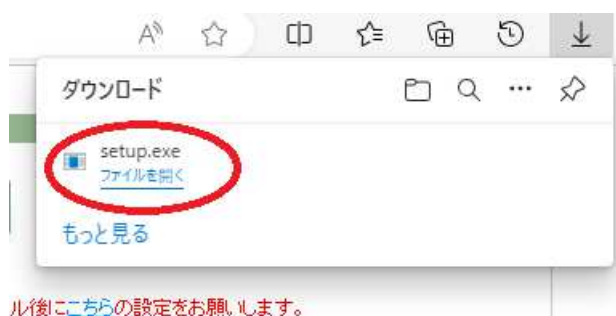 ダウンロード
setup.exe
ファイルを開く
もっと見る
ル後にこちらの設定をお願いします。